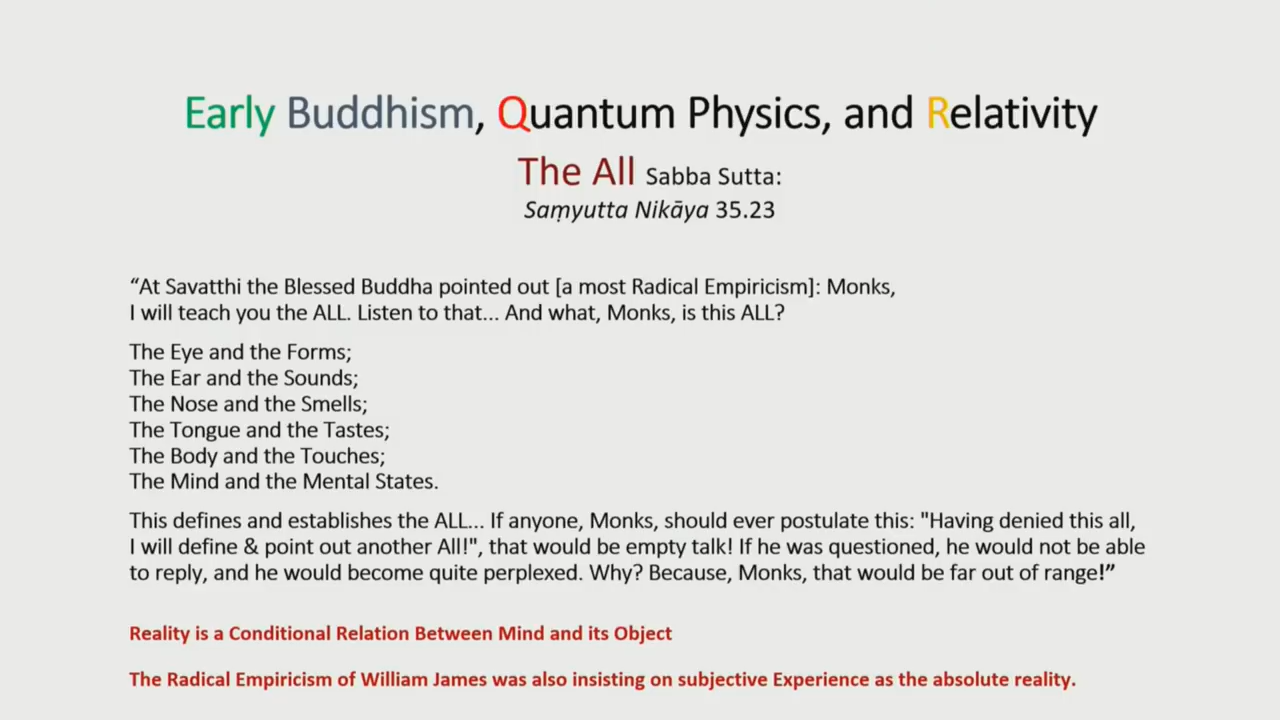 Early Buddhism, Quantum Physics, and Relativity
The All Sabba Sutta:
Saṃyutta Nikāya 35.23
“At Savatthi the Blessed Buddha pointed out [a most Radical Empiricism]: Monks,
I will teach you the ALL. Listen to that... And what, Monks, is this ALL?
The Eye and the Forms;
The Ear and the Sounds;
The Nose and the Smells;
The Tongue and the Tastes;
The Body and the Touches;
The Mind and the Mental States.
This defines and establishes the ALL... If anyone, Monks, should ever postulate this: "Having denied this all,
I will define & point out another All!", that would be empty talk! If he was questioned, he would not be able
to reply, and he would become quite perplexed. Why? Because, Monks, that would be far out of range!”
Reality is a Conditional Relation Between Mind and its Object
The Radical Empiricism of William James was also insisting on subjective Experience as the absolute reality.